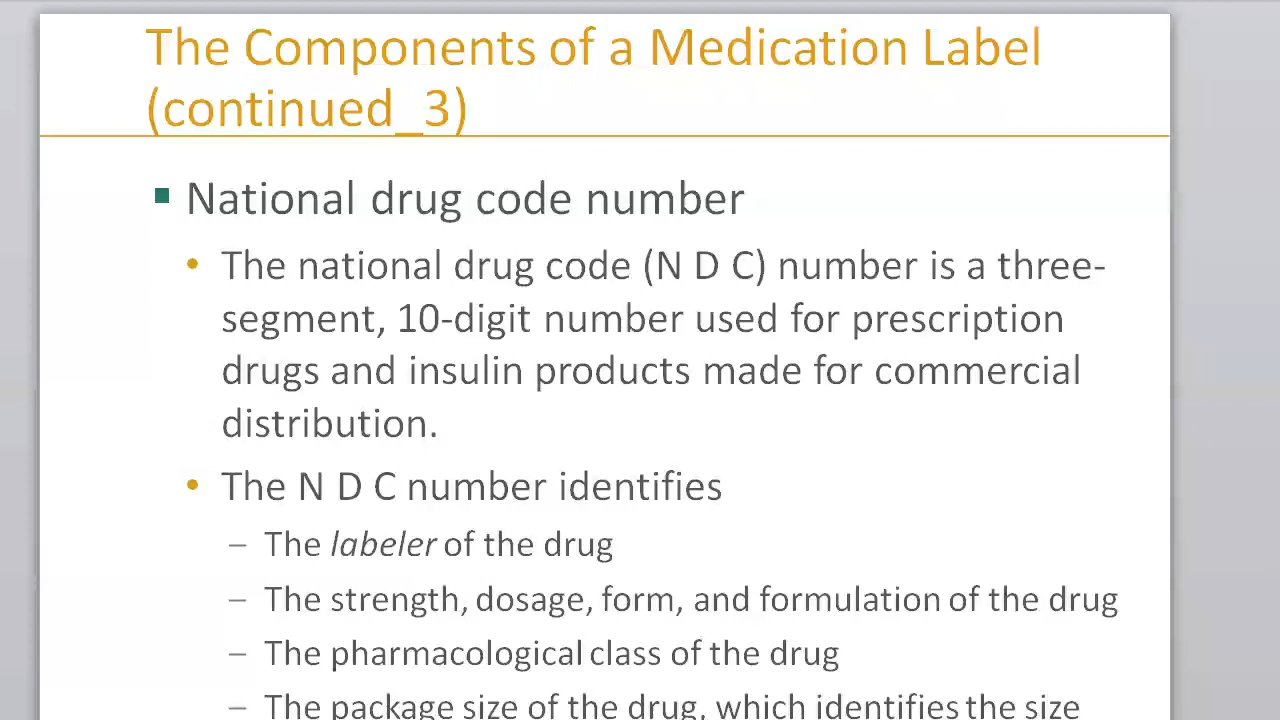 The Components of a Medication Label
(continued_3)
▪ National drug code number
• The national drug code (N D C) number is a three-
segment, 10-digit number used for prescription
drugs and insulin products made for commercial
distribution.
• The N D C number identifies
– The labeler of the drug
– The strength, dosage, form, and formulation of the drug
– The pharmacological class of the drug
– The package size of the drug, which identifies the size